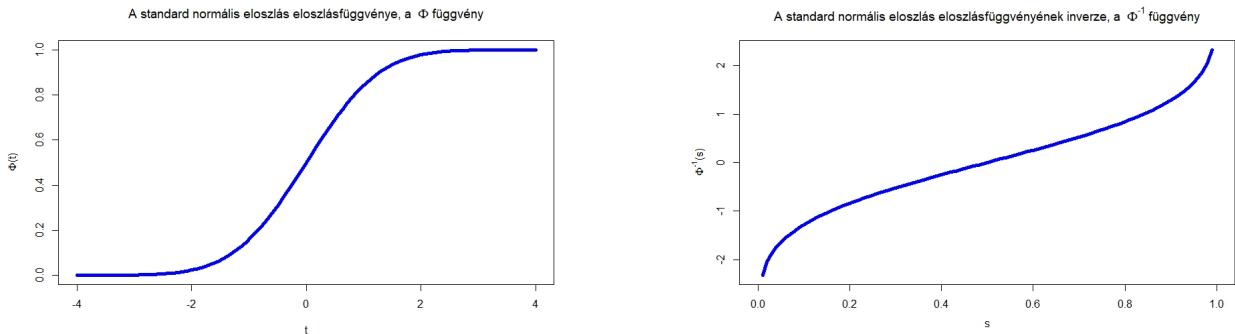 A standard normális eloszlás eloszlásfüggvénye, a Φ függvény
1.0
0.8
0.6
0.4
0.2
0.0
Φ(t)
-4 -2 0 2 4
t
A standard normális eloszlás eloszlásfüggvényének inverze, a Φ⁻¹ függvény
2
1
0
-1
-2
Φ⁻¹(s)
0.0 0.2 0.4 0.6 0.8 1.0
s